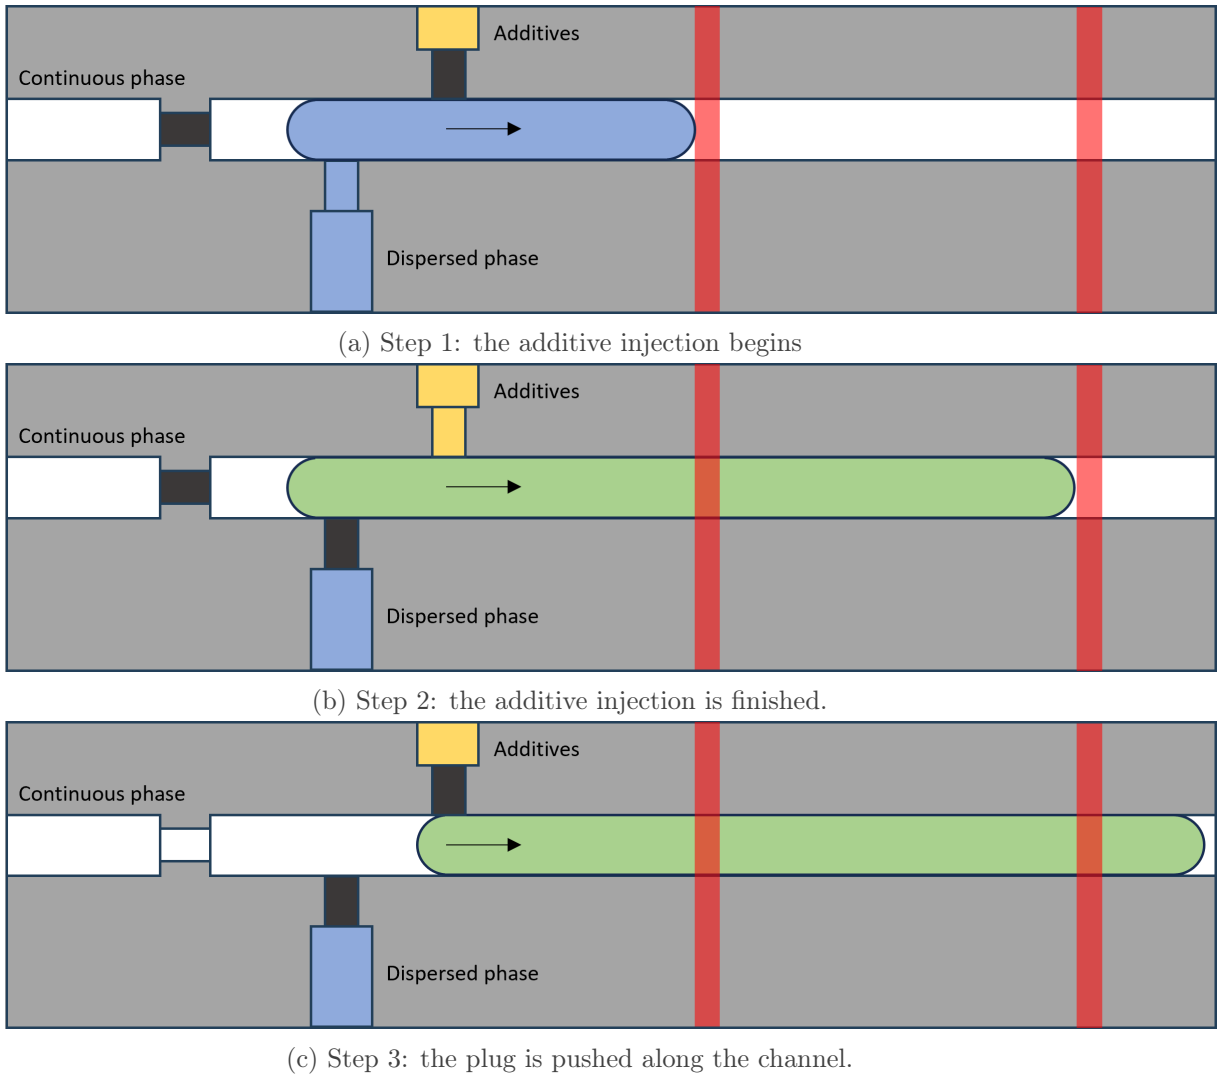 Additives
Continuous phase
Dispersed phase
(a) Step 1: the additive injection begins
Additives
Continuous phase
Dispersed phase
(b) Step 2: the additive injection is finished.
Additives
Continuous phase
Dispersed phase
(c) Step 3: the plug is pushed along the channel.